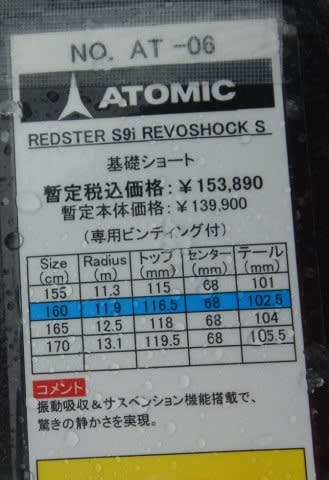 NO. AT -06
ATOMIC
REDSTER S9i REVOSHOCK S
基礎ショート
暫定税込価格:￥153,890
暫定本体価格:￥139,900
(専用ビンディング付)
Size (cm) Radius (m) トップ (mm) センター (mm) テール (mm)
155 11.3 115 68 101
160 11.9 116.5 68 102.5
165 12.5 118 68 104
170 13.1 119.5 68 105.5
コメント
振動吸収＆サスペンション機能搭載で、
驚きの静かさを実現。